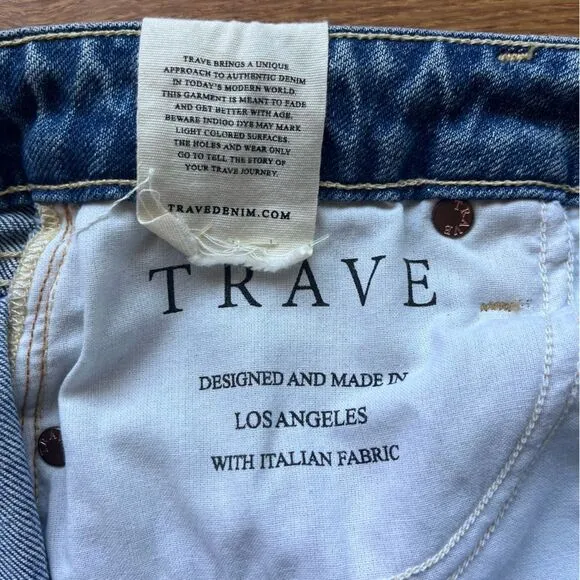 TRAVE BRINGS A UNIQUE
APPROACH TO AUTHENTIC DENIM
IN TODAY'S MODERN WORLD.
THIS GARMENT IS MEANT TO FADE
AND GET BETTER WITH AGE.
BEWARE INDIGO DYE MAY MARK
LIGHT COLORED SURFACES.
THE HOLES AND WEAR ONLY
GO TO TELL THE STORY OF
YOUR TRAVE JOURNEY.
TRAVEDENIM.COM
TRAVE
TRAVE
DESIGNED AND MADE IN
LOS ANGELES
WITH ITALIAN FABRIC